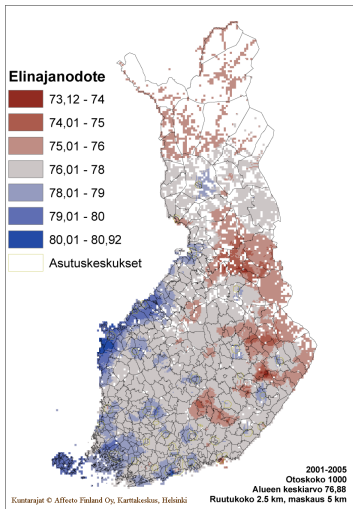 Elinajanodote
73,12 - 74
74,01 - 75
75,01 - 76
76,01 - 78
78,01 - 79
79,01 - 80
80,01 - 80,92
Asutuskeskukset
2001-2005
Otoskoko 1000
Alueen keskiarvo 76,88
Ruutukoko 2.5 km, maskaus 5 km
Kuntarajat © Affecto Finland Oy, Karttakeskus, Helsinki